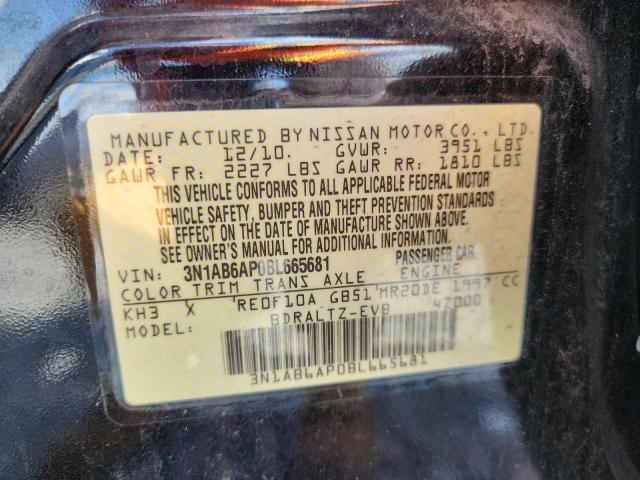 MANUFACTURED BY NISSAN MOTOR CO., LTD.
DATE: 12/10. GVWR: 3951 LBS
GAWR FR: 2227 LBS GAWR RR: 1810 LBS
THIS VEHICLE CONFORMS TO ALL APPLICABLE FEDERAL MOTOR
VEHICLE SAFETY, BUMPER AND THEFT PREVENTION STANDARDS
IN EFFECT ON THE DATE OF MANUFACTURE SHOWN ABOVE.
SEE OWNER'S MANUAL FOR ADDITIONAL INFORMATION.
VIN: 3N1AB6AP0BL665681 PASSENGER CAR.
COLOR TRIM TRANS AXLE ENGINE
KH3 X RE0F10A GB51 MR20DE 1997 CC
MODEL: BDRALTZ-EVB 47000
3N1AB6AP0BL665681